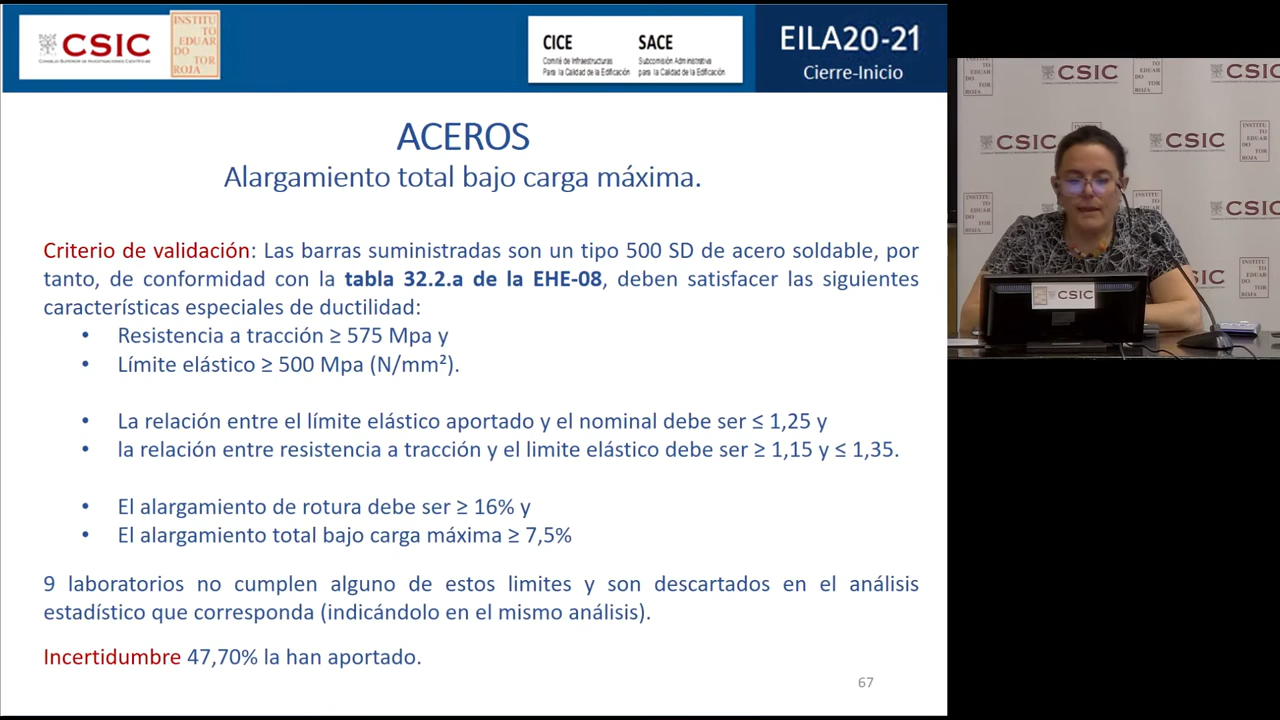 CSIC
CONSEJO SUPERIOR DE INVESTIGACIONES CIENTÍFICAS
INSTITU
TO
EDUAR
DO TOR
ROJA
CICE
Comité de Infraestructuras
Para la Calidad de la Edificación
SACE
Subcomisión Administrativa
para la Calidad de la Edificación
EILA20-21
Cierre-Inicio
ACEROS
Alargamiento total bajo carga máxima.
Criterio de validación: Las barras suministradas son un tipo 500 SD de acero soldable, por
tanto, de conformidad con la tabla 32.2.a de la EHE-08, deben satisfacer las siguientes
características especiales de ductilidad:
• Resistencia a tracción ≥ 575 Mpa y
• Límite elástico ≥ 500 Mpa (N/mm²).
• La relación entre el límite elástico aportado y el nominal debe ser ≤ 1,25 y
• la relación entre resistencia a tracción y el limite elástico debe ser ≥ 1,15 y ≤ 1,35.
• El alargamiento de rotura debe ser ≥ 16% y
• El alargamiento total bajo carga máxima ≥ 7,5%
9 laboratorios no cumplen alguno de estos limites y son descartados en el análisis
estadístico que corresponda (indicándolo en el mismo análisis).
Incertidumbre 47,70% la han aportado.
67
CSIC
CSIC
CSIC
CSIC
CSIC
CSIC